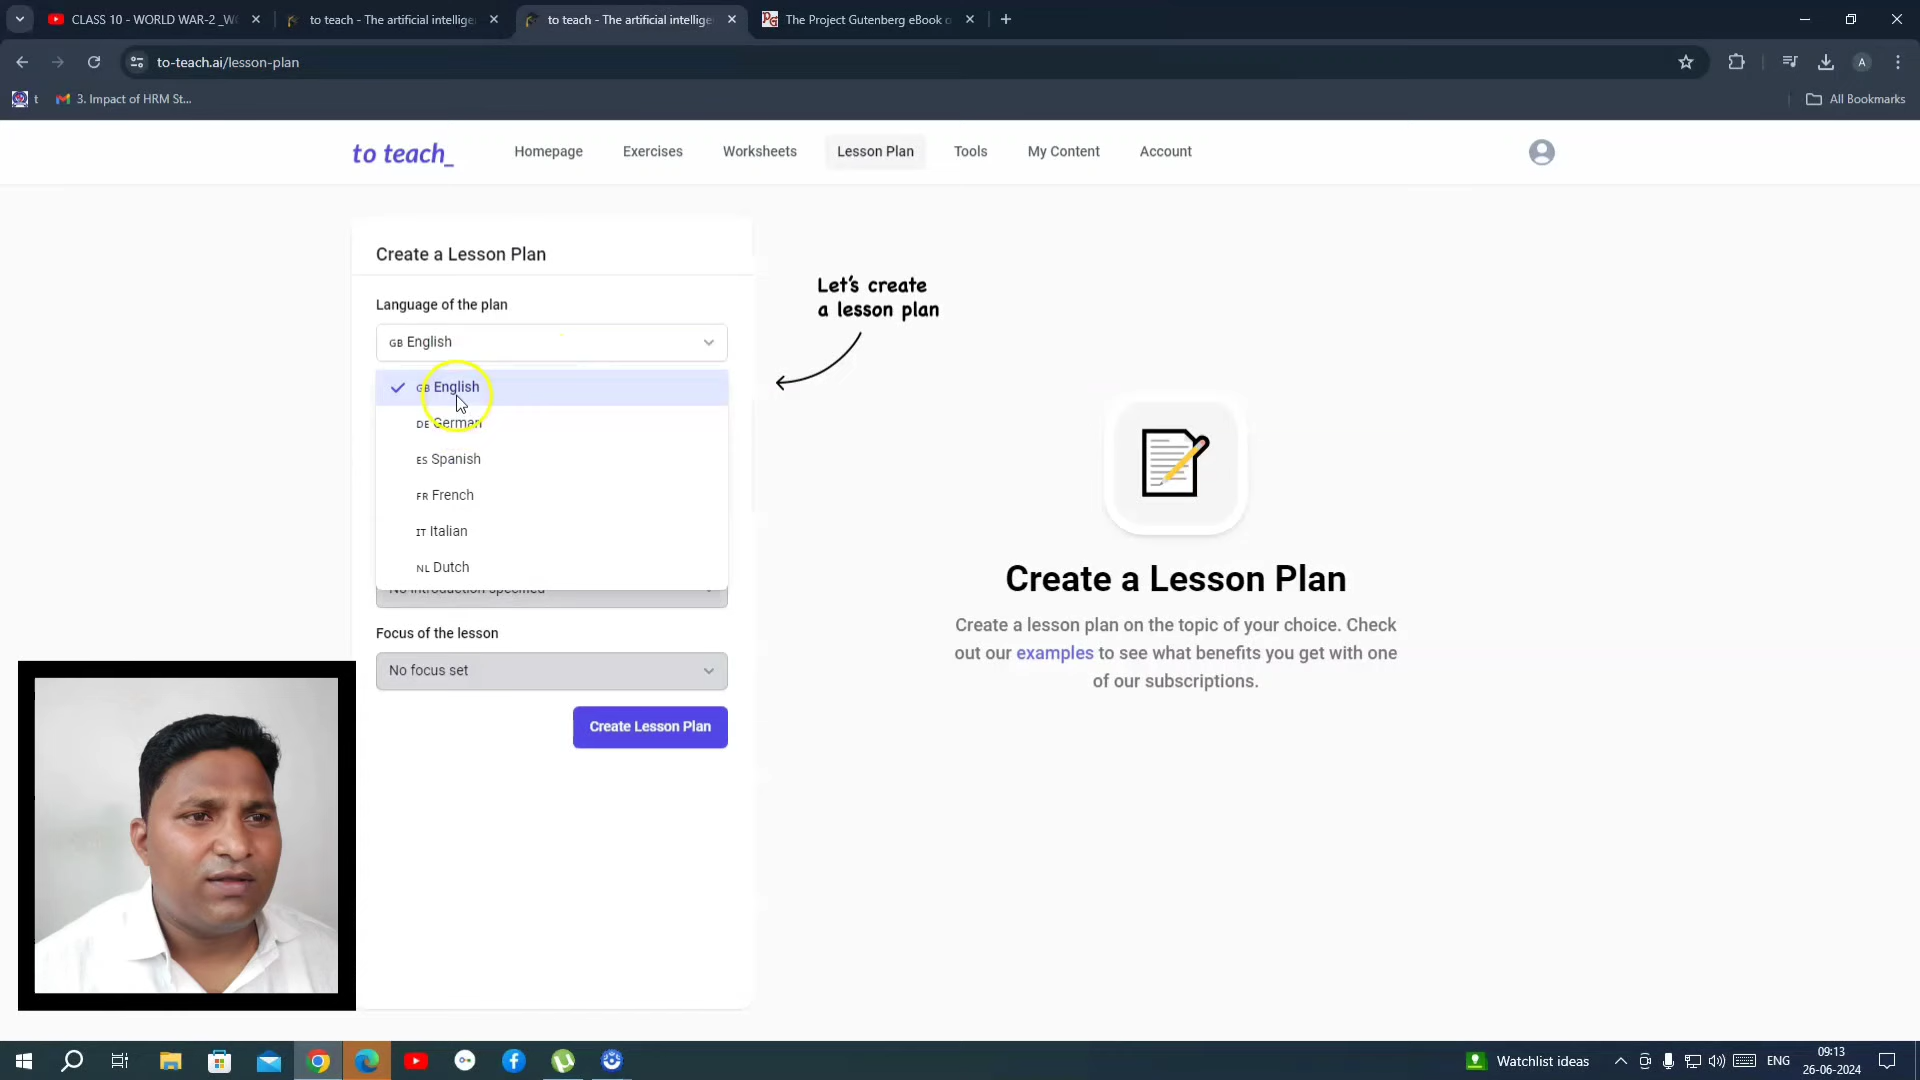 CLASS 10 - WORLD WAR-2 _W
to teach - The artificial intellige
to teach - The artificial intellige
The Project Gutenberg eBook o
to-teach.ai/lesson-plan
A
t
3. Impact of HRM St...
All Bookmarks
to teach_
Homepage
Exercises
Worksheets
Lesson Plan
Tools
My Content
Account
Create a Lesson Plan
Language of the plan
GB English
GB English
DE German
ES Spanish
FR French
IT Italian
NL Dutch
No introduction specified
Focus of the lesson
No focus set
Create Lesson Plan
Let's create
a lesson plan
Create a Lesson Plan
Create a lesson plan on the topic of your choice. Check
out our examples to see what benefits you get with one
of our subscriptions.
Watchlist ideas
ENG
09:13
26-06-2024